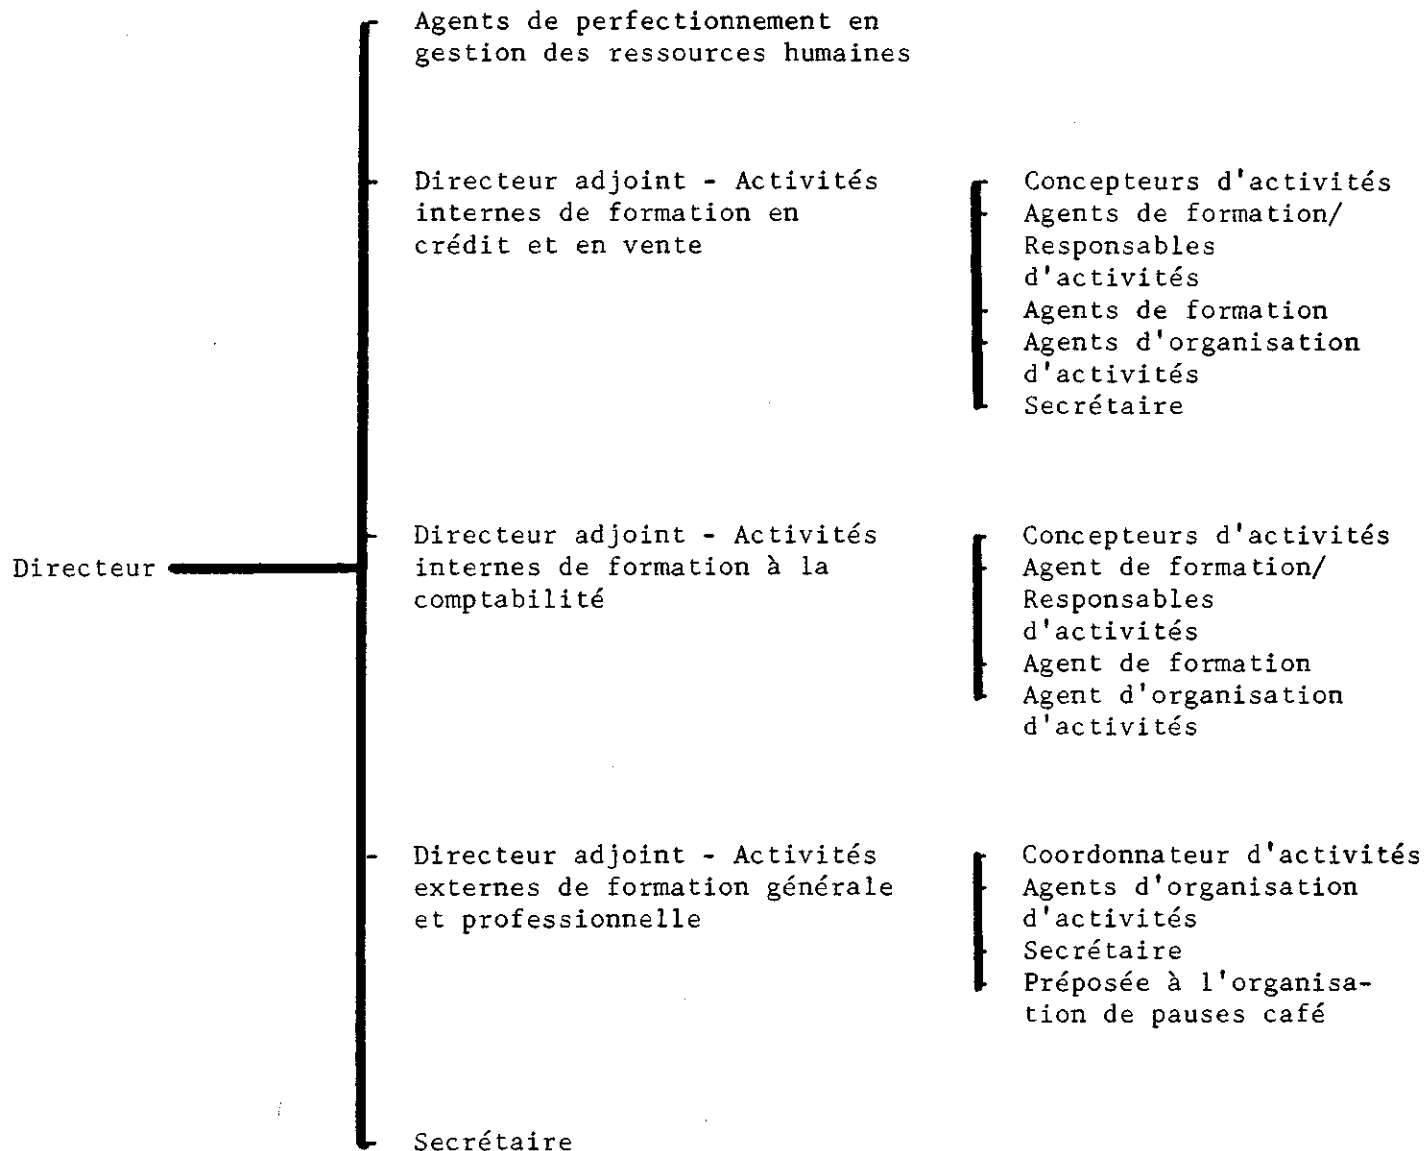 Agents de perfectionnement en
gestion des ressources humaines
Directeur adjoint - Activités
internes de formation en
crédit et en vente
Concepteurs d'activités
Agents de formation/
Responsables
d'activités
Agents de formation
Agents d'organisation
d'activités
Secrétaire
Directeur
Directeur adjoint - Activités
internes de formation à la
comptabilité
Concepteurs d'activités
Agent de formation/
Responsables
d'activités
Agent de formation
Agent d'organisation
d'activités
Directeur adjoint - Activités
externes de formation générale
et professionnelle
Coordonnateur d'activités
Agents d'organisation
d'activités
Secrétaire
Préposée à l'organisa-
tion de pauses café
Secrétaire